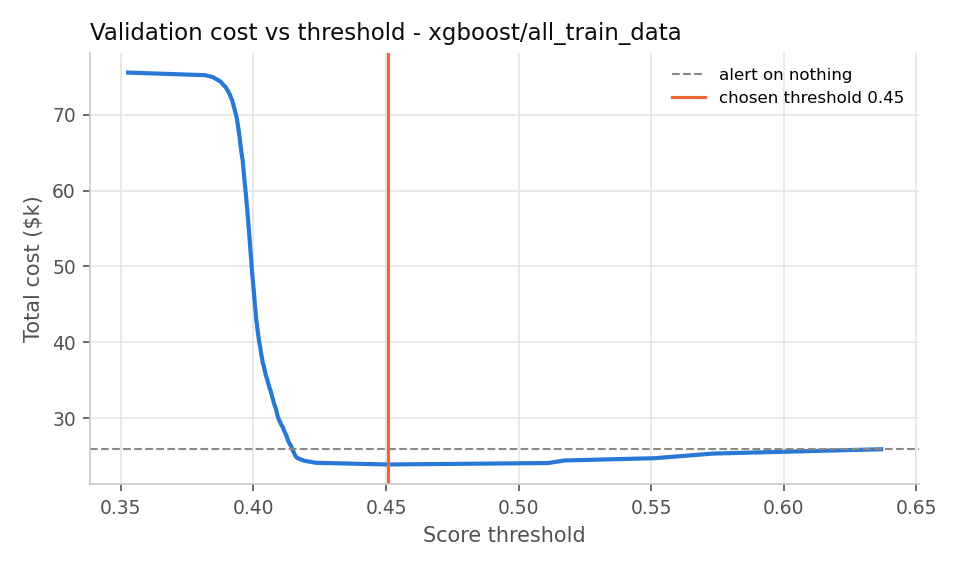 Validation cost vs threshold - xgboost/all_train_data
alert on nothing
chosen threshold 0.45
Total cost ($k)
70
60
50
40
30
0.35 0.40 0.45 0.50 0.55 0.60 0.65
Score threshold